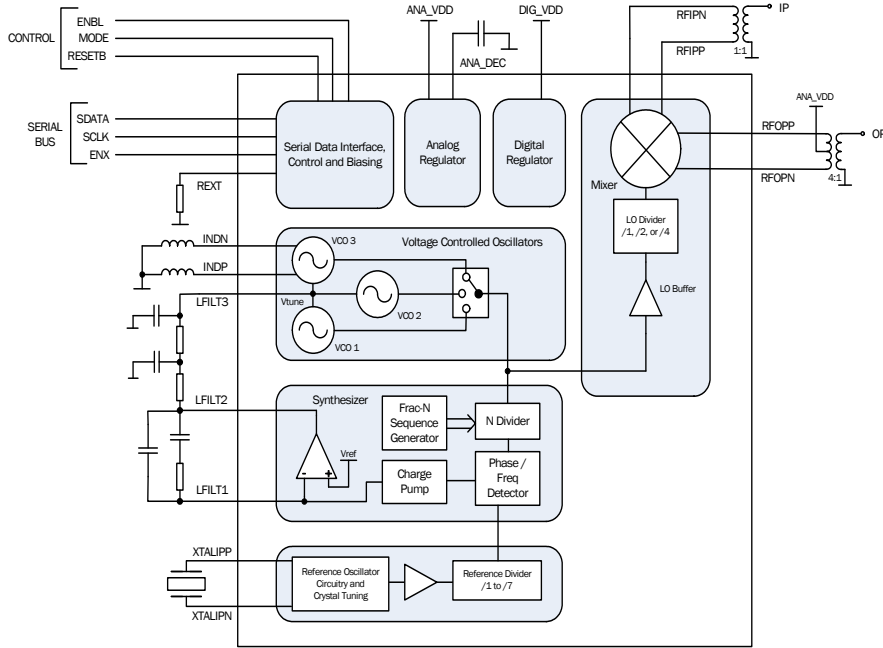 ANA_VDD
DIG_VDD
RFIPN
IP
CONTROL
ENBL
MODE
RESETB
RFIPP
1:1
ANA_DEC
ANA_VDD
SERIAL
BUS
SDATA
SCLK
ENX
REXT
Serial Data Interface,
Control and Biasing
Analog
Regulator
Digital
Regulator
Mixer
RFOPP
OP
RFOPN
4:1
LO Divider
/1, /2, or /4
LO Buffer
INDN
INDP
LFILT3
VCO 3
Voltage Controlled Oscillators
Vtune
VCO 2
VCO 1
LFILT2
Synthesizer
Frac-N
Sequence
Generator
N Divider
Vref
-
+
Charge
Pump
Phase /
Freq
Detector
LFILT1
XTALIPP
XTALIPN
Reference Oscillator
Circuitry and
Crystal Tuning
Reference Divider
/1 to /7